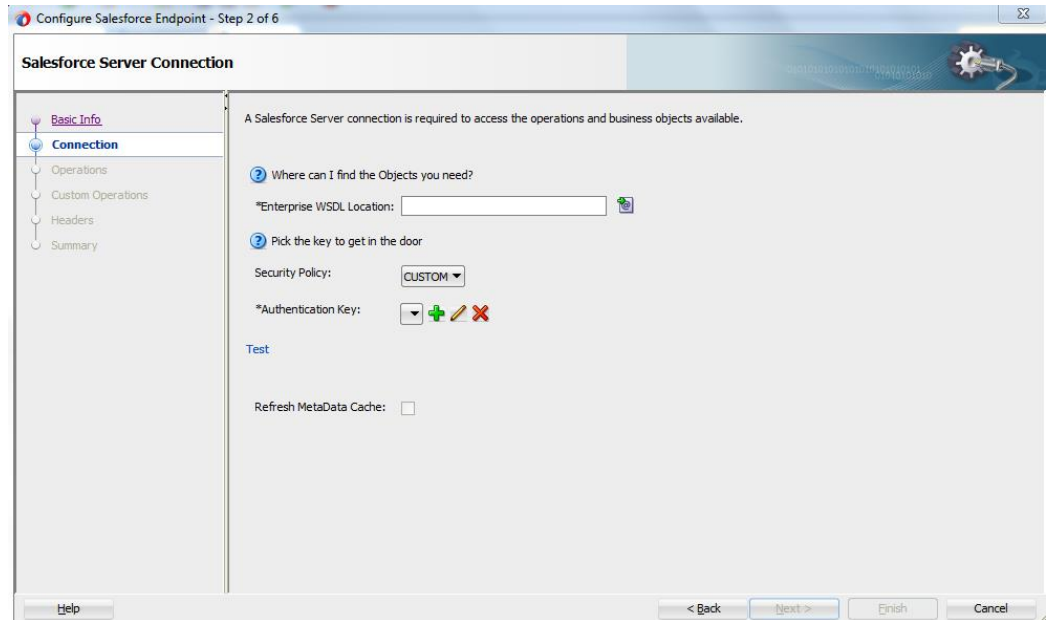 Configure Salesforce Endpoint - Step 2 of 6
Salesforce Server Connection
Basic Info
Connection
Operations
Custom Operations
Headers
Summary
A Salesforce Server connection is required to access the operations and business objects available.
Where can I find the Objects you need?
*Enterprise WSDL Location:
Pick the key to get in the door
Security Policy:
CUSTOM
*Authentication Key:
Test
Refresh MetaData Cache:
Help
< Back
Next >
Finish
Cancel